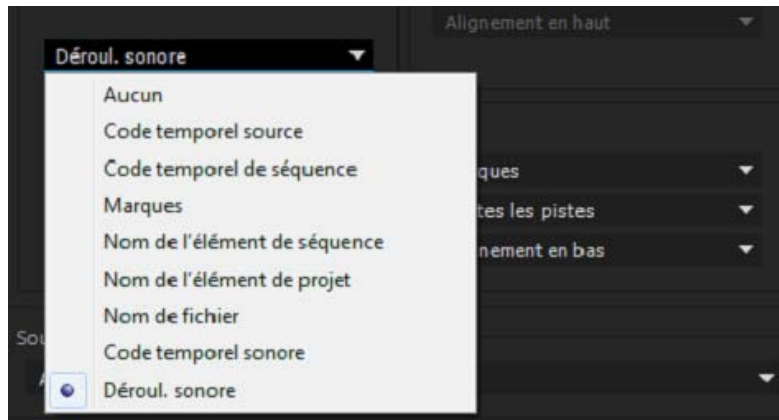 Alignement en haut
Déroul. sonore
Aucun
Code temporel source
Code temporel de séquence
Marques
ques
Nom de l'élément de séquence
tes les pistes
Nom de l'élément de projet
nement en bas
Nom de fichier
Sou
Code temporel sonore
Déroul. sonore